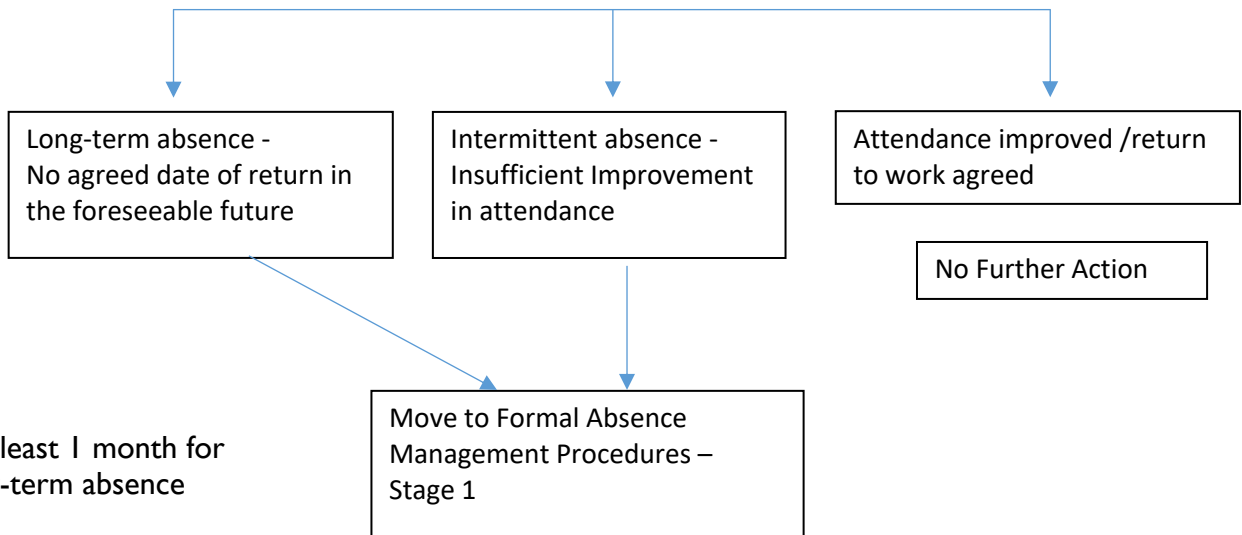 Long-term absence -
No agreed date of return in
the foreseeable future
Intermittent absence -
Insufficient Improvement
in attendance
Attendance improved /return
to work agreed
No Further Action
Move to Formal Absence
Management Procedures –
Stage 1
least 1 month for
-term absence